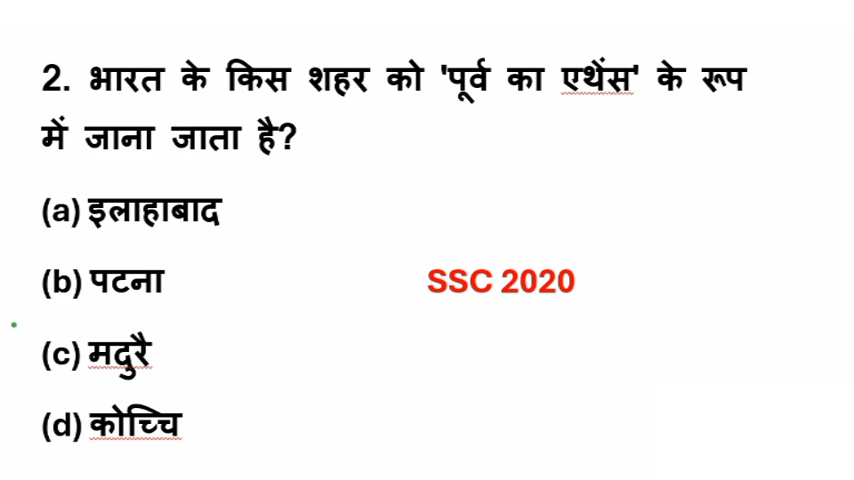 2. भारत के किस शहर को 'पूर्व का एथेंस' के रूप
में जाना जाता है?
(a) इलाहाबाद
(b) पटना SSC 2020
(c) मदुरै
(d) कोच्चि